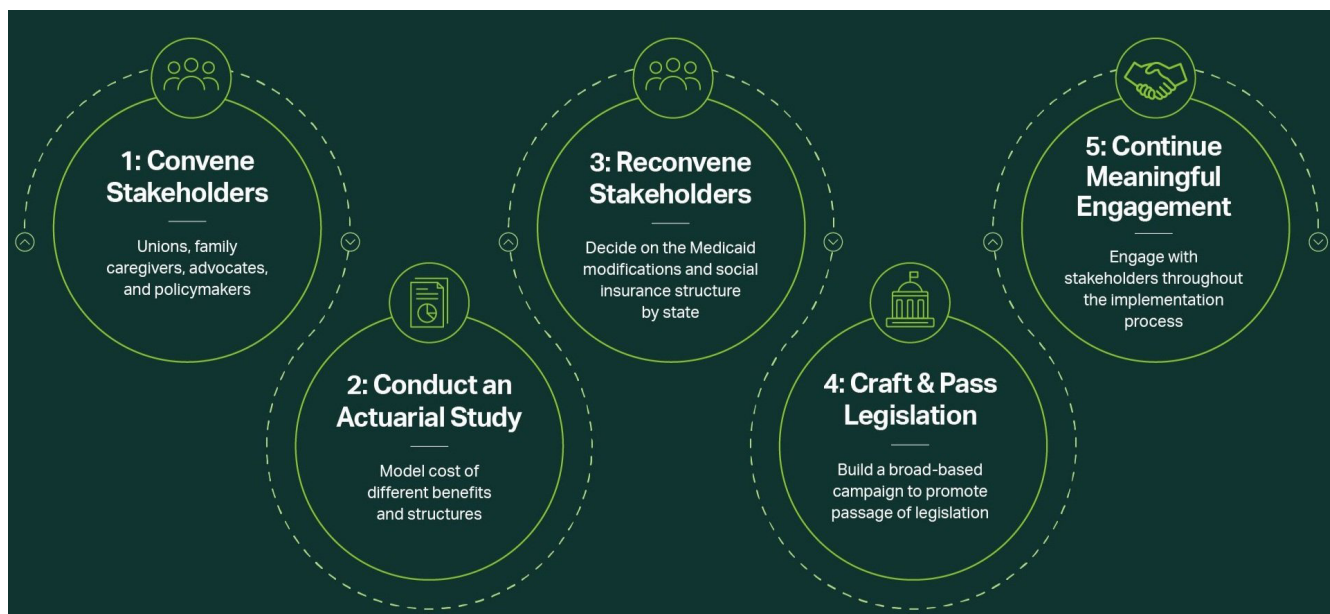 1: Convene
Stakeholders
Unions, family
caregivers, advocates,
and policymakers
2: Conduct an
Actuarial Study
Model cost of
different benefits
and structures
3: Reconvene
Stakeholders
Decide on the Medicaid
modifications and social
insurance structure
by state
4: Craft & Pass
Legislation
Build a broad-based
campaign to promote
passage of legislation
5: Continue
Meaningful
Engagement
Engage with
stakeholders throughout
the implementation
process